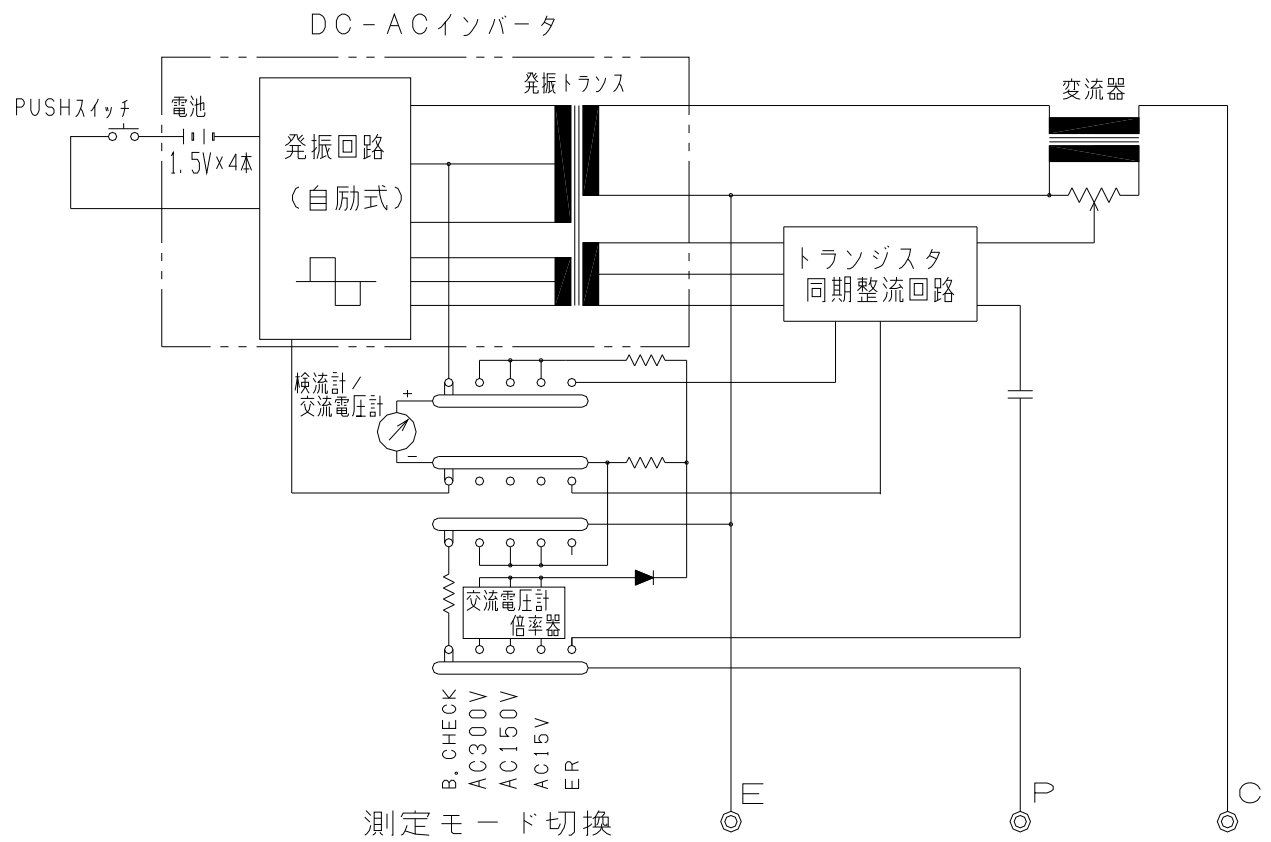 DC-ACインバータ
発振トランス
変流器
PUSHスイッチ
電池
1.5V×4本
発振回路
(自励式)
トランジスタ
同期整流回路
検流計/
交流電圧計
+
-
交流電圧計
倍率器
B.CHECK
AC300V
AC150V
AC15V
ER
測定モード切換
E
P
C